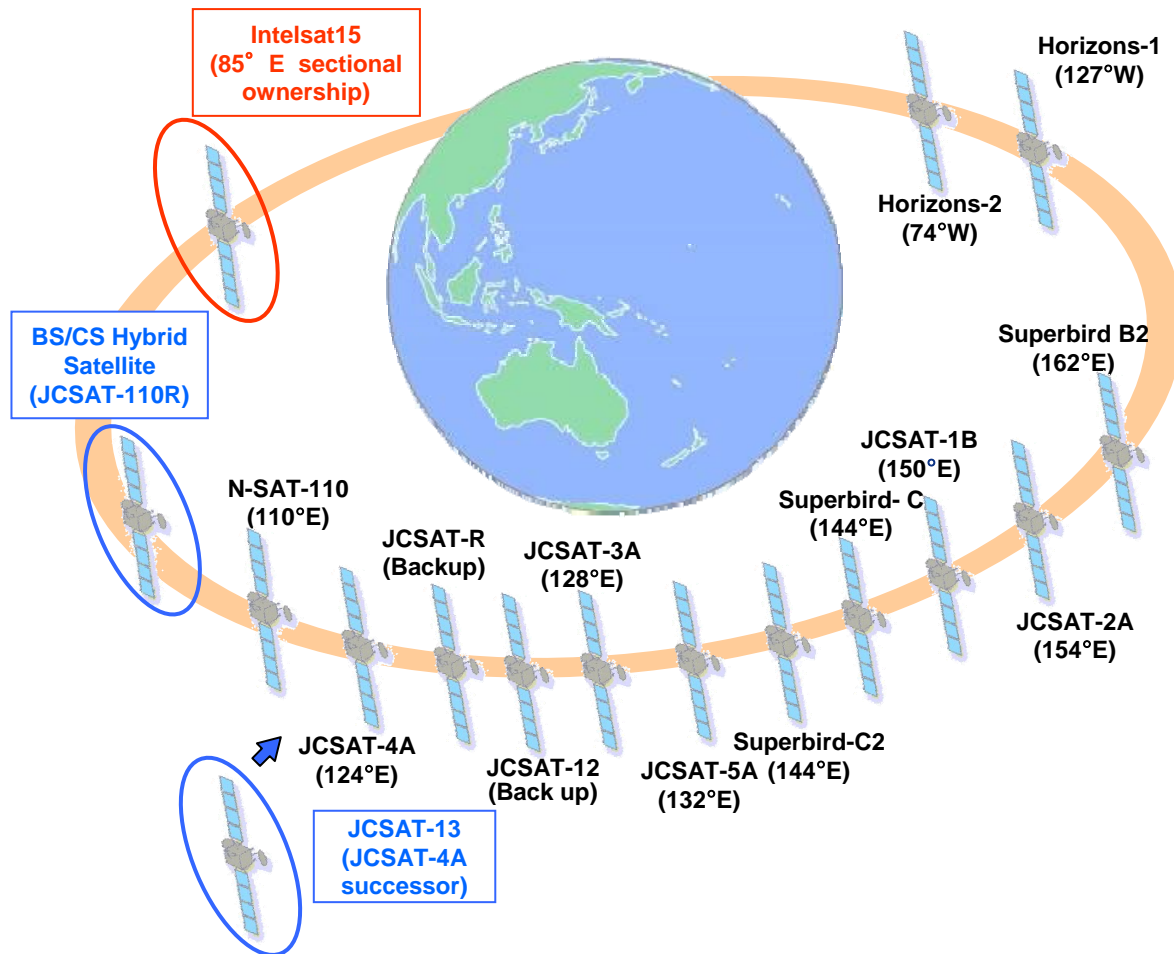 Intelsat15
(85° E sectional
ownership)
Horizons-1
(127°W)
Horizons-2
(74°W)
BS/CS Hybrid
Satellite
(JCSAT-110R)
Superbird B2
(162°E)
JCSAT-1B
(150°E)
N-SAT-110
(110°E)
Superbird- C
(144°E)
JCSAT-R
(Backup)
JCSAT-3A
(128°E)
JCSAT-2A
(154°E)
JCSAT-4A
(124°E)
JCSAT-12
(Back up)
JCSAT-5A
(132°E)
Superbird-C2
(144°E)
JCSAT-13
(JCSAT-4A
successor)